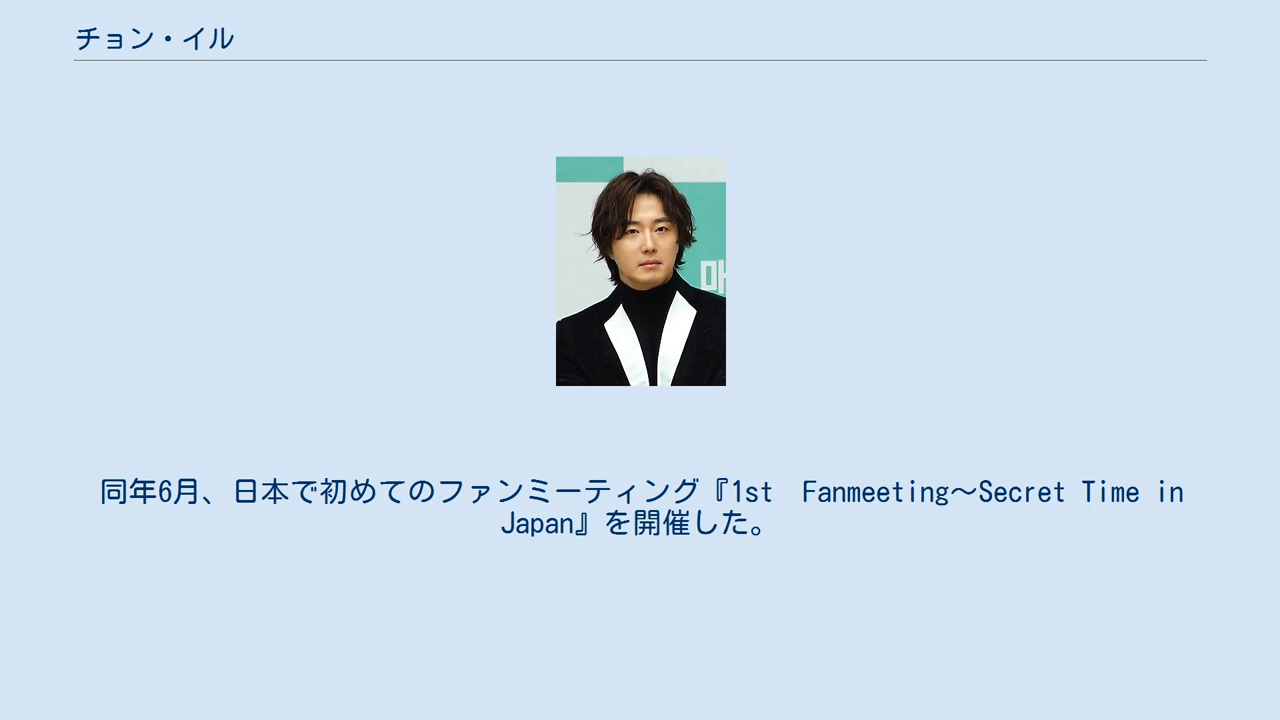 チョン・イル
마
同年6月、日本で初めてのファンミーティング『1st　Fanmeeting～Secret Time in
Japan』を開催した。